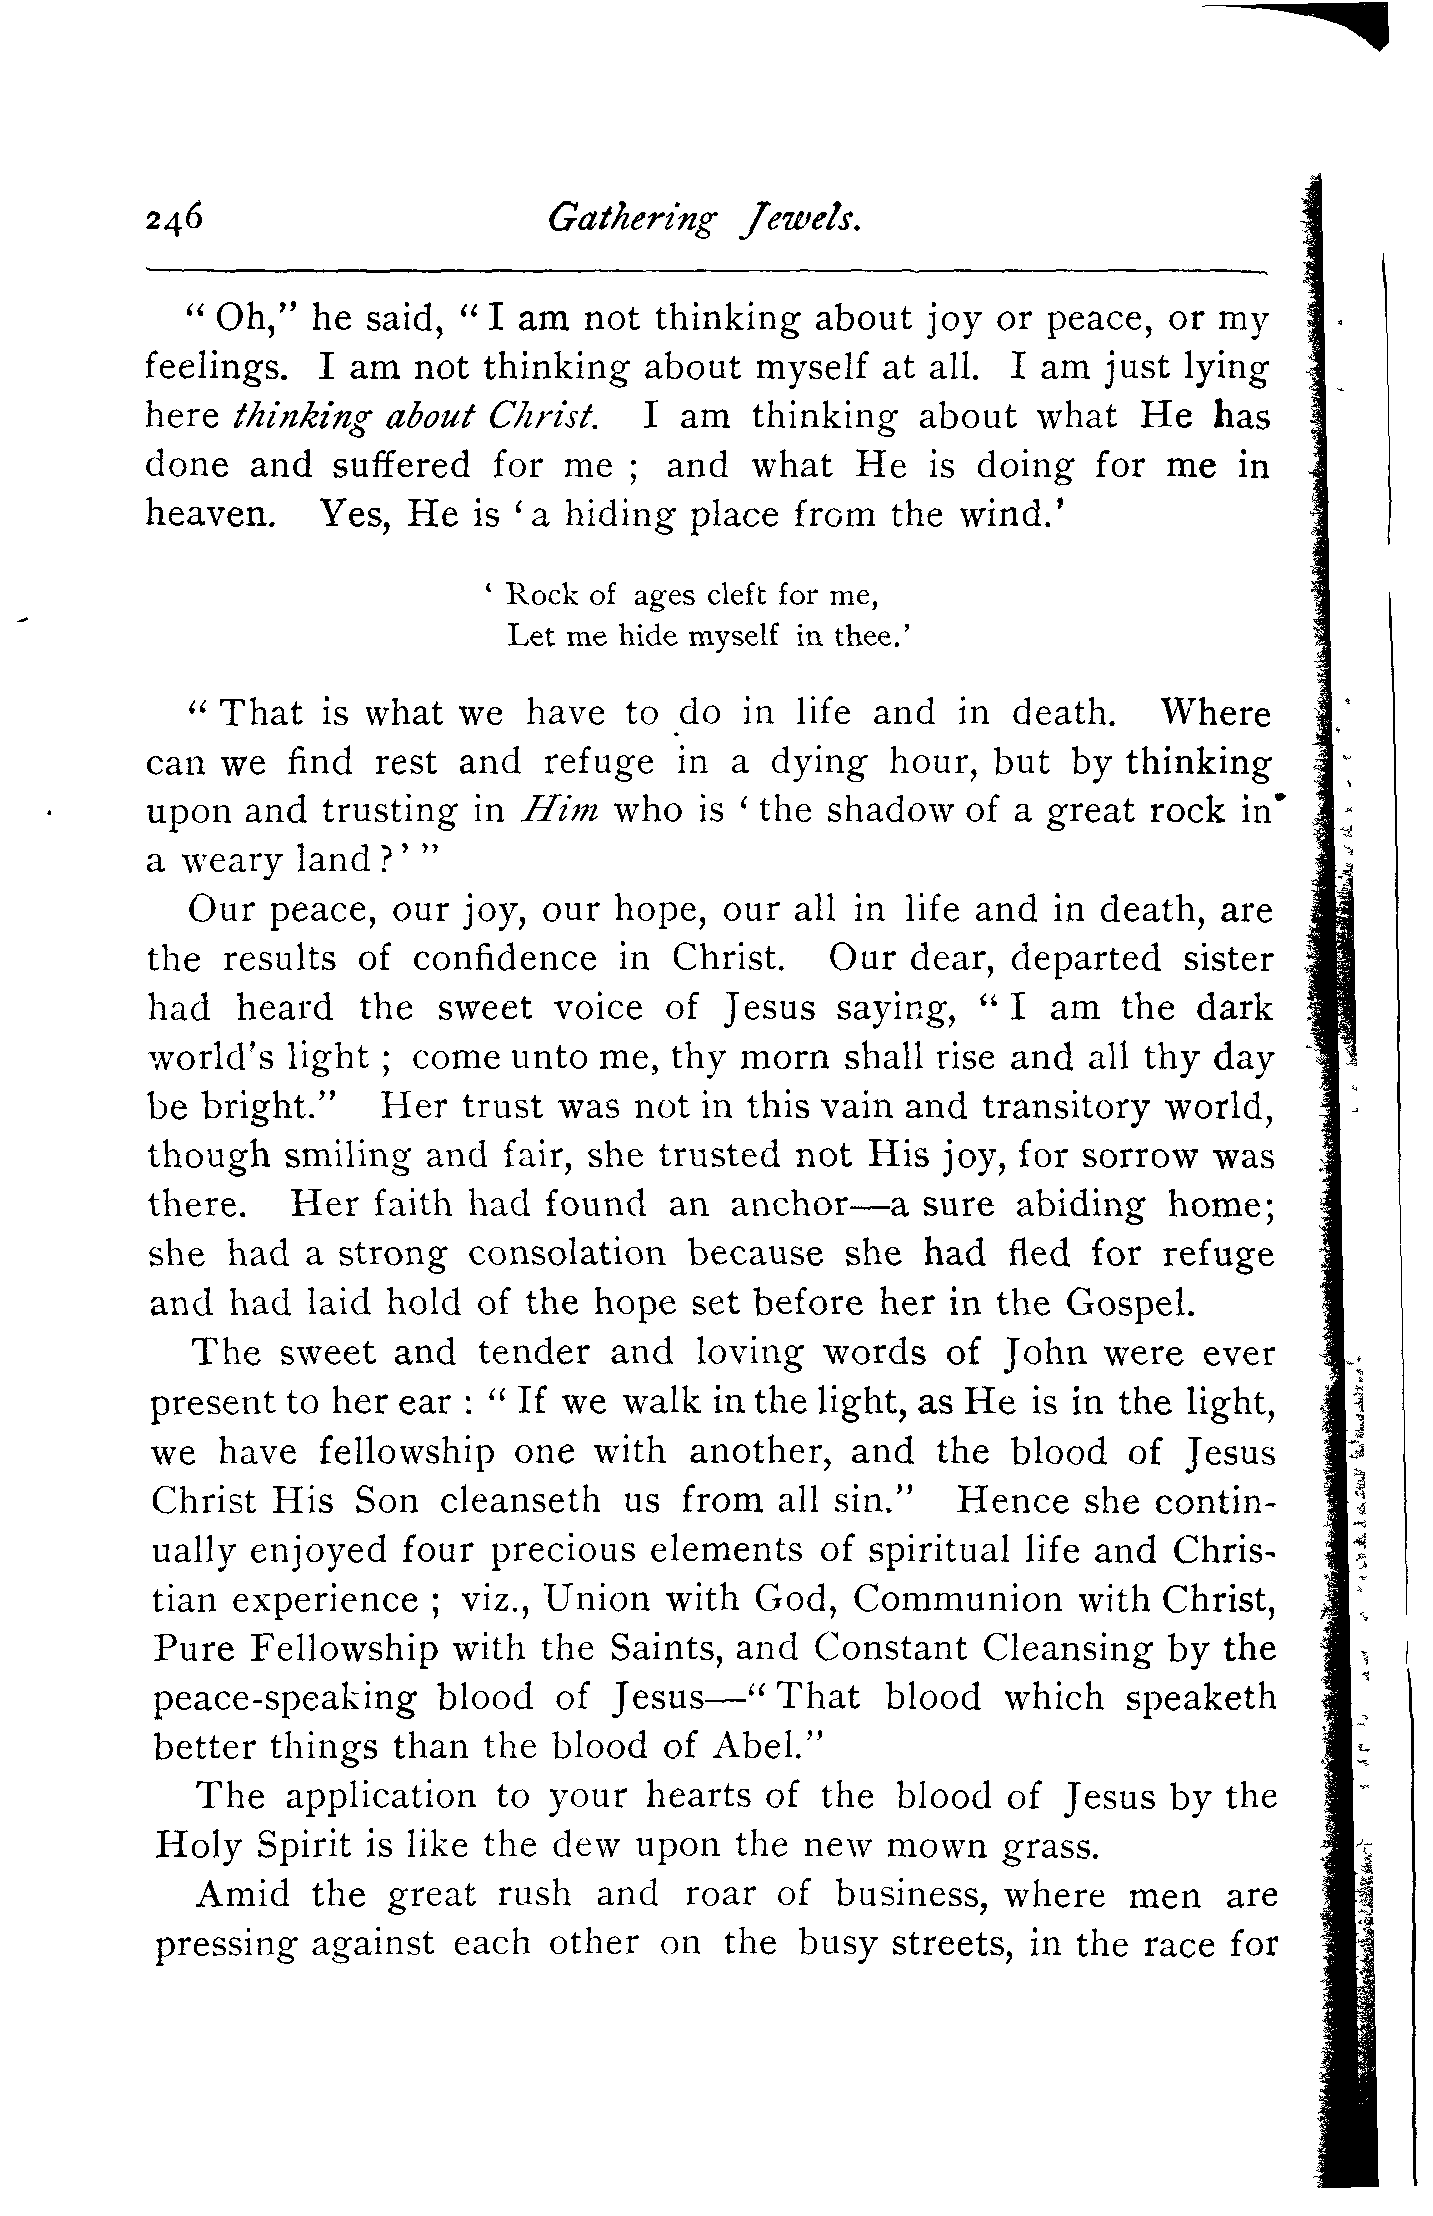 246 Gathering Jewels.
" Oh," he said, " I am not thinking about joy or peace, or my
feelings. I am not thinking about myself at all. I am just lying
here thinking about Christ. I am thinking about what He has
done and suffered for me ; and what He is doing for me in
heaven. Yes, He is ' a hiding place from the wind.'
' Rock of ages cleft for me,
Let me hide myself in thee.'
" That is what we have to do in life and in death. Where
can we find rest and refuge in a dying hour, but by thinking
upon and trusting in Him who is ' the shadow of a great rock in
a weary land ?' "
Our peace, our joy, our hope, our all in life and in death, are
the results of confidence in Christ. Our dear, departed sister
had heard the sweet voice of Jesus saying, " I am the dark
world's light ; come unto me, thy morn shall rise and all thy day
be bright." Her trust was not in this vain and transitory world,
though smiling and fair, she trusted not His joy, for sorrow was
there. Her faith had found an anchor—a sure abiding home;
she had a strong consolation because she had fled for refuge
and had laid hold of the hope set before her in the Gospel.
The sweet and tender and loving words of John were ever
present to her ear : " If we walk in the light, as He is in the light,
we have fellowship one with another, and the blood of Jesus
Christ His Son cleanseth us from all sin." Hence she contin-
ually enjoyed four precious elements of spiritual life and Chris-
tian experience ; viz., Union with God, Communion with Christ,
Pure Fellowship with the Saints, and Constant Cleansing by the
peace-speaking blood of Jesus—" That blood which speaketh
better things than the blood of Abel."
The application to your hearts of the blood of Jesus by the
Holy Spirit is like the dew upon the new mown grass.
Amid the great rush and roar of business, where men are
pressing against each other on the busy streets, in the race for